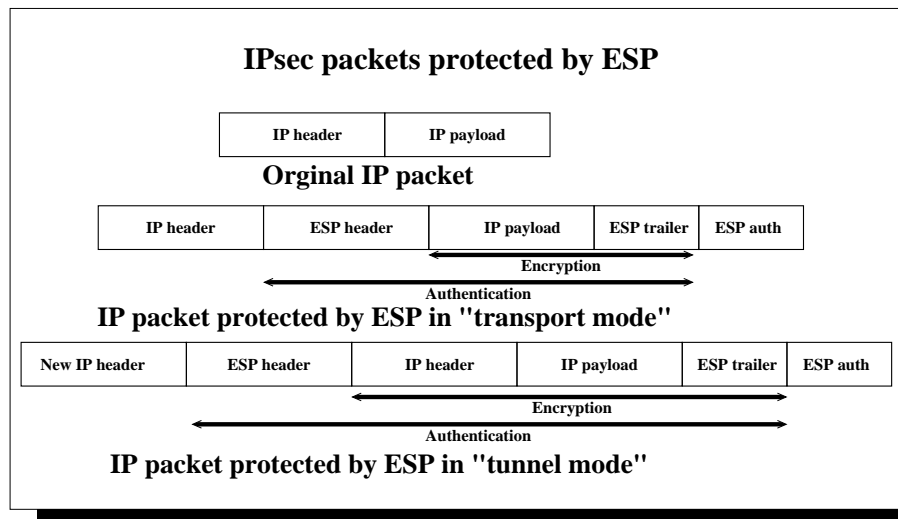 IPsec packets protected by ESP
IP header IP payload
Orginal IP packet
IP header ESP header IP payload ESP trailer ESP auth
Encryption
Authentication
IP packet protected by ESP in "transport mode"
New IP header ESP header IP header IP payload ESP trailer ESP auth
Encryption
Authentication
IP packet protected by ESP in "tunnel mode"